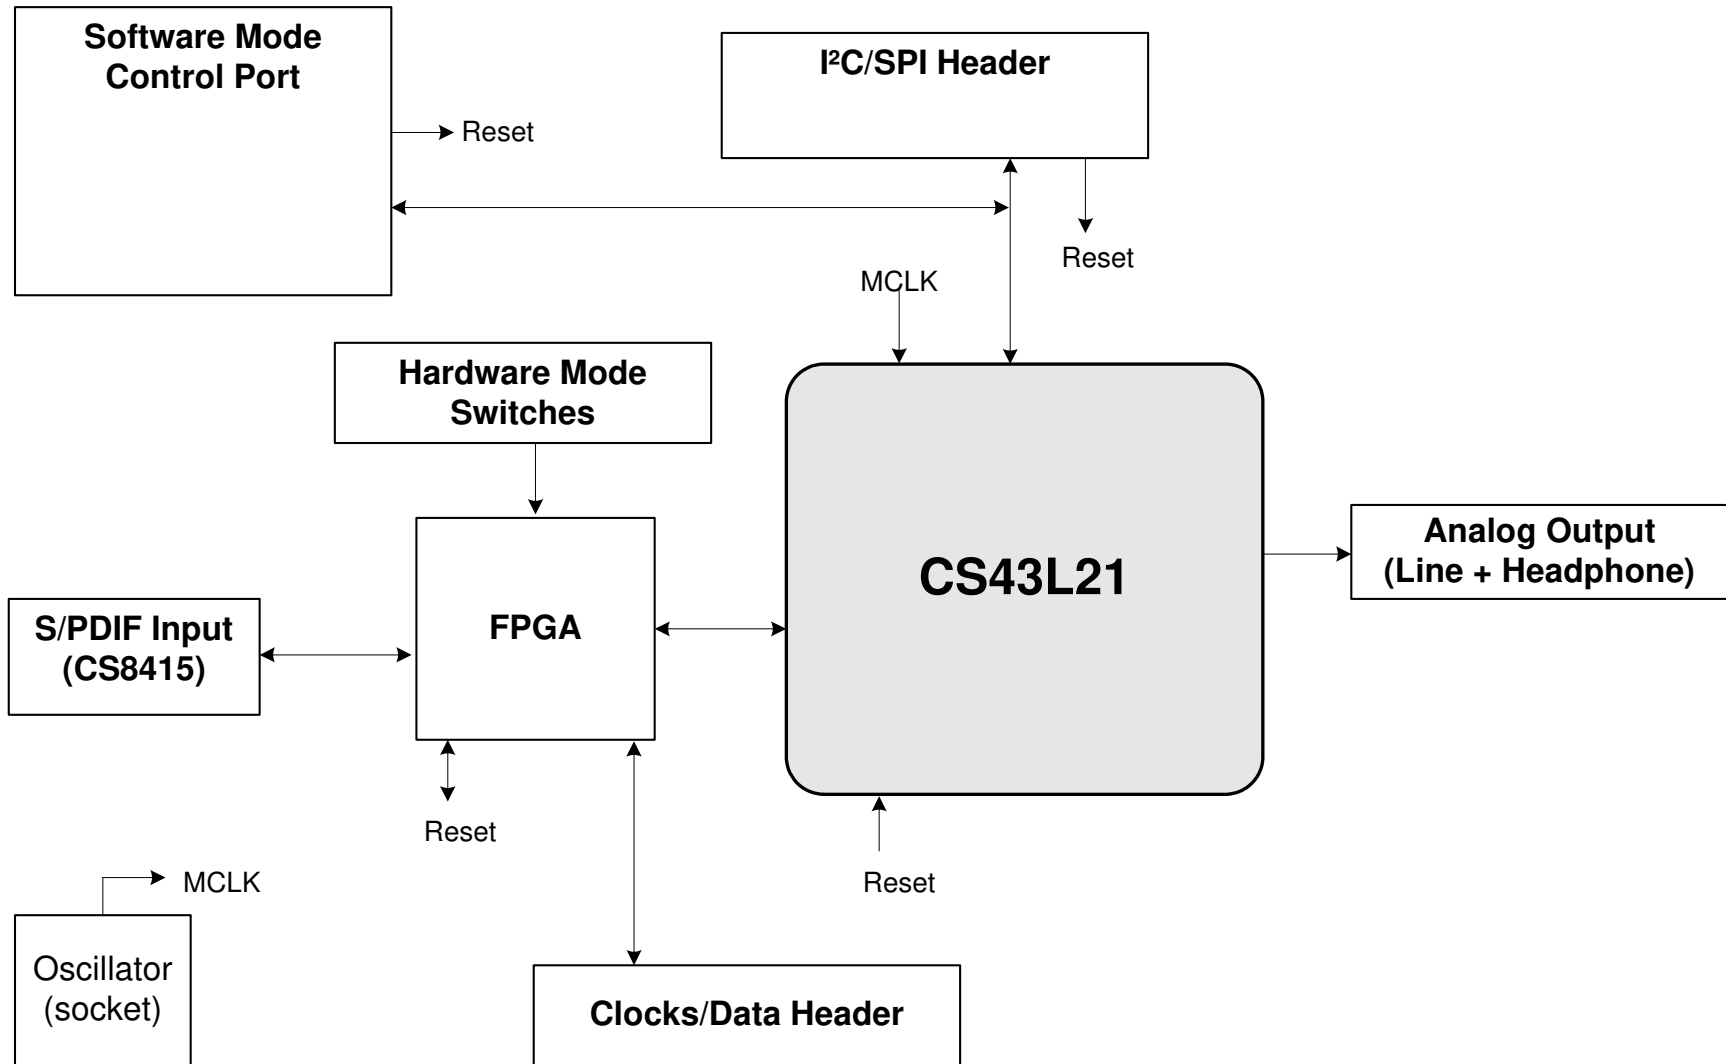 Software Mode
Control Port
I²C/SPI Header
Reset
Reset
MCLK
Hardware Mode
Switches
Analog Output
(Line + Headphone)
CS43L21
FPGA
S/PDIF Input
(CS8415)
Reset
MCLK
Reset
Oscillator
(socket)
Clocks/Data Header